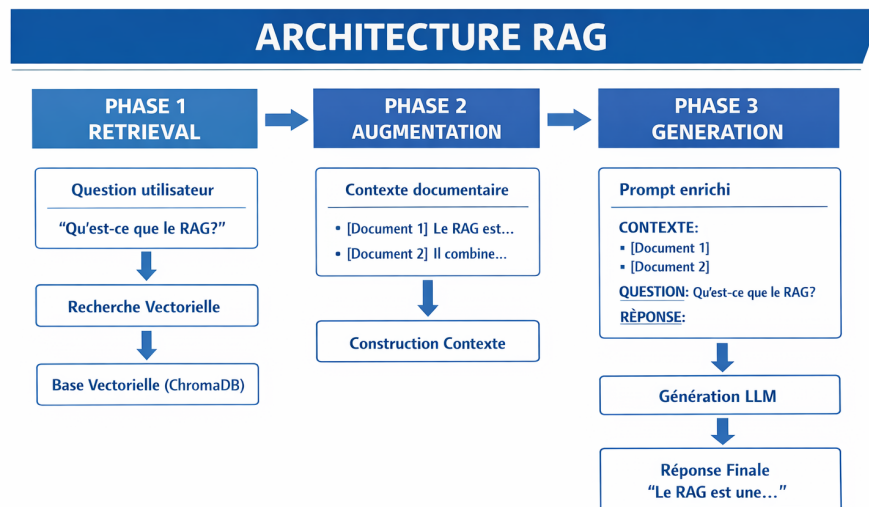 ARCHITECTURE RAG
PHASE 1
RETRIEVAL
Question utilisateur
“Qu'est-ce que le RAG?”
Recherche Vectorielle
Base Vectorielle (ChromaDB)
PHASE 2
AUGMENTATION
Contexte documentaire
• [Document 1] Le RAG est...
• [Document 2] Il combine...
Construction Contexte
PHASE 3
GENERATION
Prompt enrichi
CONTEXTE:
▪ [Document 1]
▪ [Document 2]
QUESTION: Qu'est-ce que le RAG?
RÈPONSE:
Génération LLM
Réponse Finale
“Le RAG est une...”